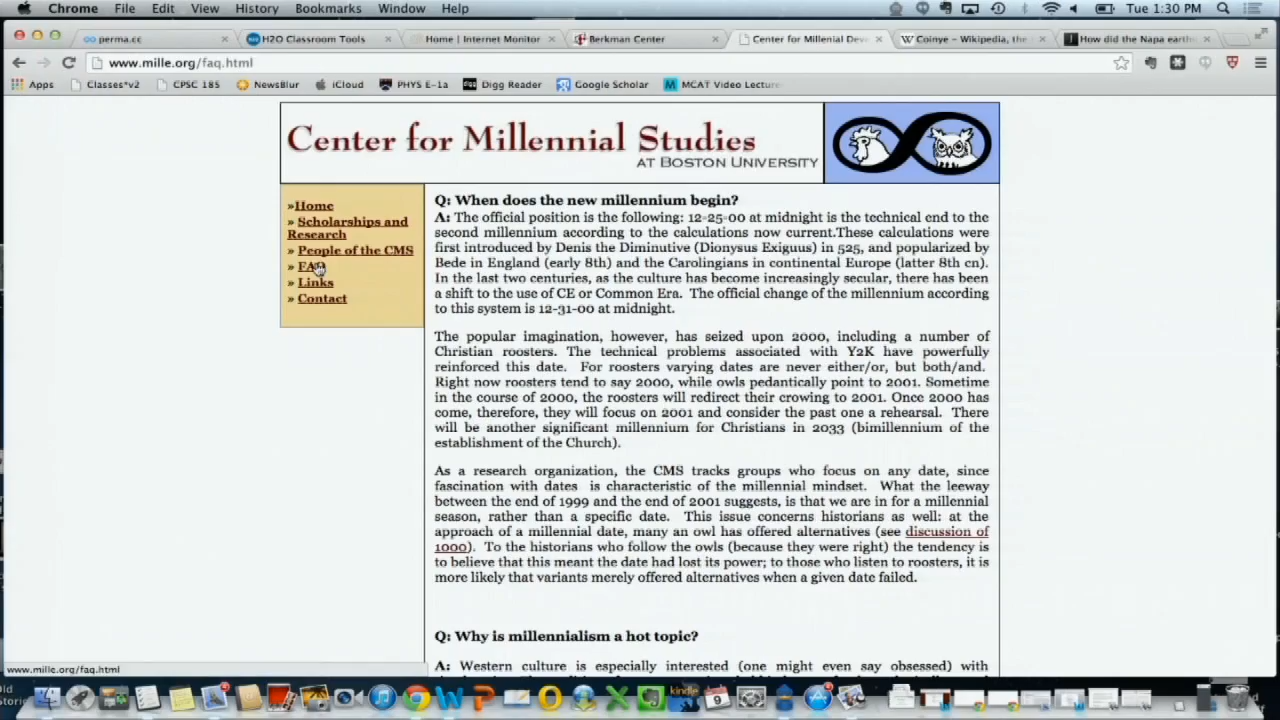 Chrome File Edit View History Bookmarks Window Help Tue 1:30 PM
perma.cc H2O Classroom Tools Home | Internet Monitor Berkman Center Center for Millenial Dev Coinye – Wikipedia, the How did the Napa earth
www.mille.org/faq.html
Apps Classes*v2 CPSC 185 NewsBlur iCloud PHYS E-1a Digg Reader Google Scholar MCAT Video Lecture
Center for Millennial Studies
AT BOSTON UNIVERSITY
»Home
» Scholarships and
Research
» People of the CMS
» FAQ
» Links
» Contact
Q: When does the new millennium begin?
A: The official position is the following: 12-25-00 at midnight is the technical end to the
second millennium according to the calculations now current.These calculations were
first introduced by Denis the Diminutive (Dionysus Exiguus) in 525, and popularized by
Bede in England (early 8th) and the Carolingians in continental Europe (latter 8th cn).
In the last two centuries, as the culture has become increasingly secular, there has been
a shift to the use of CE or Common Era. The official change of the millennium according
to this system is 12-31-00 at midnight.
The popular imagination, however, has seized upon 2000, including a number of
Christian roosters. The technical problems associated with Y2K have powerfully
reinforced this date. For roosters varying dates are never either/or, but both/and.
Right now roosters tend to say 2000, while owls pedantically point to 2001. Sometime
in the course of 2000, the roosters will redirect their crowing to 2001. Once 2000 has
come, therefore, they will focus on 2001 and consider the past one a rehearsal. There
will be another significant millennium for Christians in 2033 (bimillennium of the
establishment of the Church).
As a research organization, the CMS tracks groups who focus on any date, since
fascination with dates is characteristic of the millennial mindset. What the leeway
between the end of 1999 and the end of 2001 suggests, is that we are in for a millennial
season, rather than a specific date. This issue concerns historians as well: at the
approach of a millennial date, many an owl has offered alternatives (see discussion of
1000). To the historians who follow the owls (because they were right) the tendency is
to believe that this meant the date had lost its power; to those who listen to roosters, it is
more likely that variants merely offered alternatives when a given date failed.
Q: Why is millennialism a hot topic?
A: Western culture is especially interested (one might even say obsessed) with
www.mille.org/faq.html
kindle
9